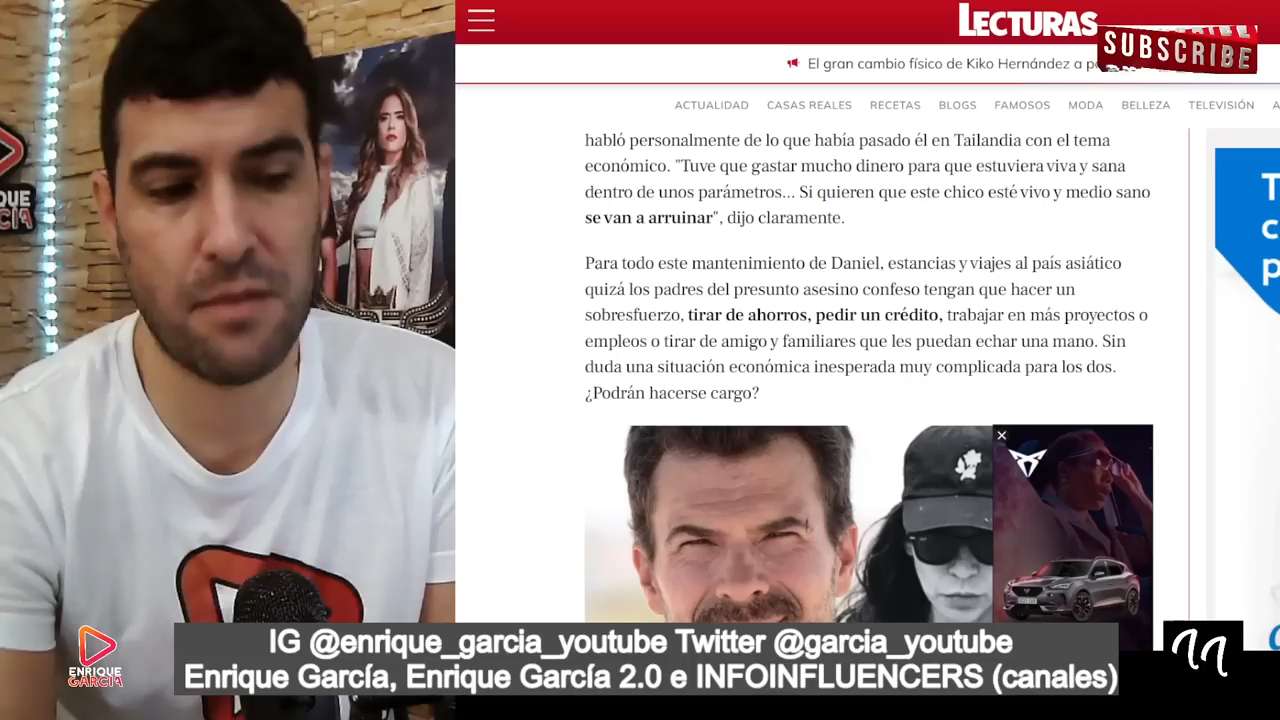 LECTURAS
SUBSCRIBE
El gran cambio físico de Kiko Hernández a
ACTUALIDAD CASAS REALES RECETAS BLOGS FAMOSOS MODA BELLEZA TELEVISIÓN
habló personalmente de lo que había pasado él en Tailandia con el tema
económico. "Tuve que gastar mucho dinero para que estuviera viva y sana
dentro de unos parámetros... Si quieren que este chico esté vivo y medio sano
se van a arruinar", dijo claramente.
Para todo este mantenimiento de Daniel, estancias y viajes al país asiático
quizá los padres del presunto asesino confeso tengan que hacer un
sobresfuerzo, tirar de ahorros, pedir un crédito, trabajar en más proyectos o
empleos o tirar de amigo y familiares que les puedan echar una mano. Sin
duda una situación económica inesperada muy complicada para los dos.
¿Podrán hacerse cargo?
IG @enrique_garcia_youtube Twitter @garcia_youtube
Enrique García, Enrique García 2.0 e INFOINFLUENCERS (canales)
ENRIQUE
GARCÍA